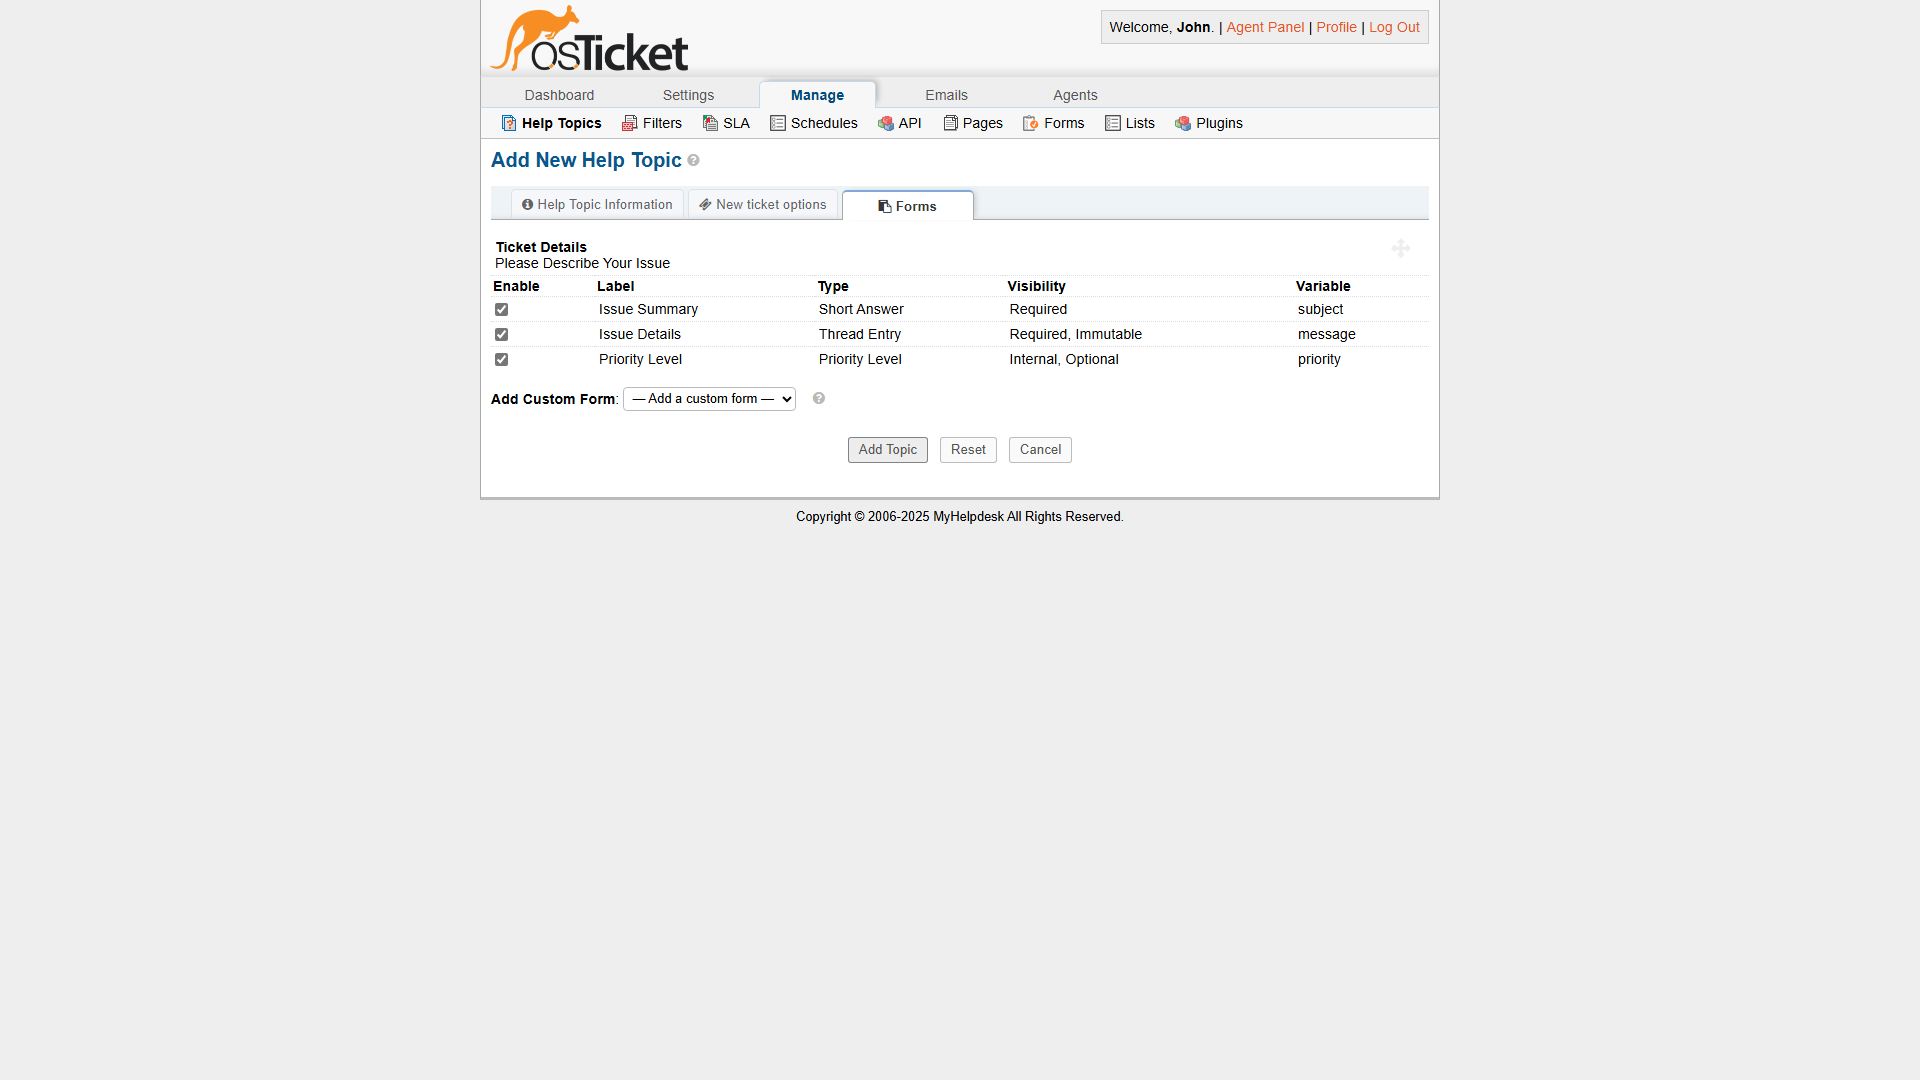 osTicket
Welcome, John. | Agent Panel | Profile | Log Out
Dashboard Settings Manage Emails Agents
Help Topics Filters SLA Schedules API Pages Forms Lists Plugins
Add New Help Topic
Help Topic Information New ticket options Forms
Ticket Details
Please Describe Your Issue
Enable Label Type Visibility Variable
Issue Summary Short Answer Required subject
Issue Details Thread Entry Required, Immutable message
Priority Level Priority Level Internal, Optional priority
Add Custom Form: — Add a custom form —
Add Topic Reset Cancel
Copyright © 2006-2025 MyHelpdesk All Rights Reserved.